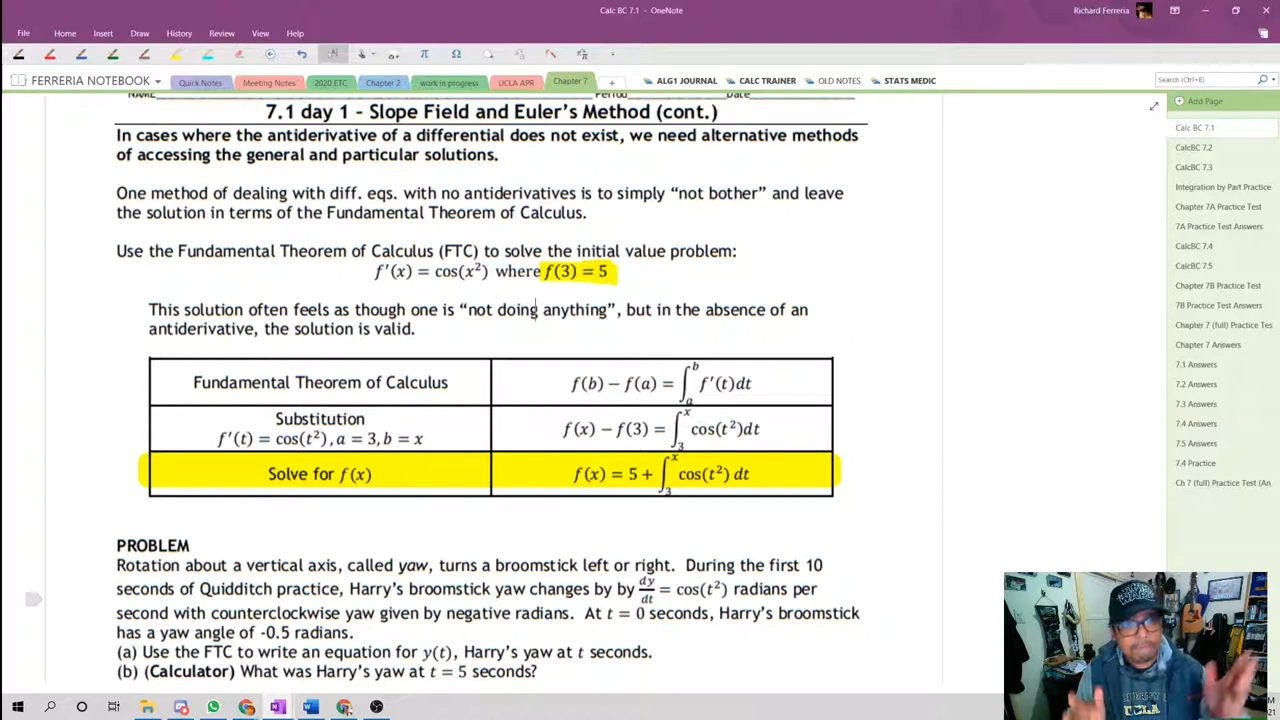 Calc BC 7.1 - OneNote
Richard Ferreria
File Home Insert Draw History Review View Help
FERRERIA NOTEBOOK
Quick Notes Meeting Notes 2020 ETC Chapter 2 work in progress UCLA APR Chapter 7
ALG1 JOURNAL CALC TRAINER OLD NOTES STATS MEDIC
Search (Ctrl+E)
Add Page
Calc BC 7.1
CalcBC 7.2
CalcBC 7.3
Integration by Part Practice
Chapter 7A Practice Test
7A Practice Test Answers
CalcBC 7.4
CalcBC 7.5
Chapter 7B Practice Test
7B Practice Test Answers
Chapter 7 (full) Practice Tes
Chapter 7 Answers
7.1 Answers
7.2 Answers
7.3 Answers
7.4 Answers
7.5 Answers
7.4 Practice
Ch 7 (full) Practice Test (An
NAME Period Date
7.1 day 1 – Slope Field and Euler's Method (cont.)
In cases where the antiderivative of a differential does not exist, we need alternative methods
of accessing the general and particular solutions.
One method of dealing with diff. eqs. with no antiderivatives is to simply "not bother" and leave
the solution in terms of the Fundamental Theorem of Calculus.
Use the Fundamental Theorem of Calculus (FTC) to solve the initial value problem:
f′(x) = cos(x²) where f(3) = 5
This solution often feels as though one is "not doing anything", but in the absence of an
antiderivative, the solution is valid.
Fundamental Theorem of Calculus f(b) − f(a) = ∫ₐᵇ f′(t)dt
Substitution
f′(t) = cos(t²), a = 3, b = x f(x) − f(3) = ∫₃ˣ cos(t²)dt
Solve for f(x) f(x) = 5 + ∫₃ˣ cos(t²) dt
PROBLEM
Rotation about a vertical axis, called yaw, turns a broomstick left or right. During the first 10
seconds of Quidditch practice, Harry's broomstick yaw changes by by dy/dt = cos(t²) radians per
second with counterclockwise yaw given by negative radians. At t = 0 seconds, Harry's broomstick
has a yaw angle of -0.5 radians.
(a) Use the FTC to write an equation for y(t), Harry's yaw at t seconds.
(b) (Calculator) What was Harry's yaw at t = 5 seconds?
UCLA